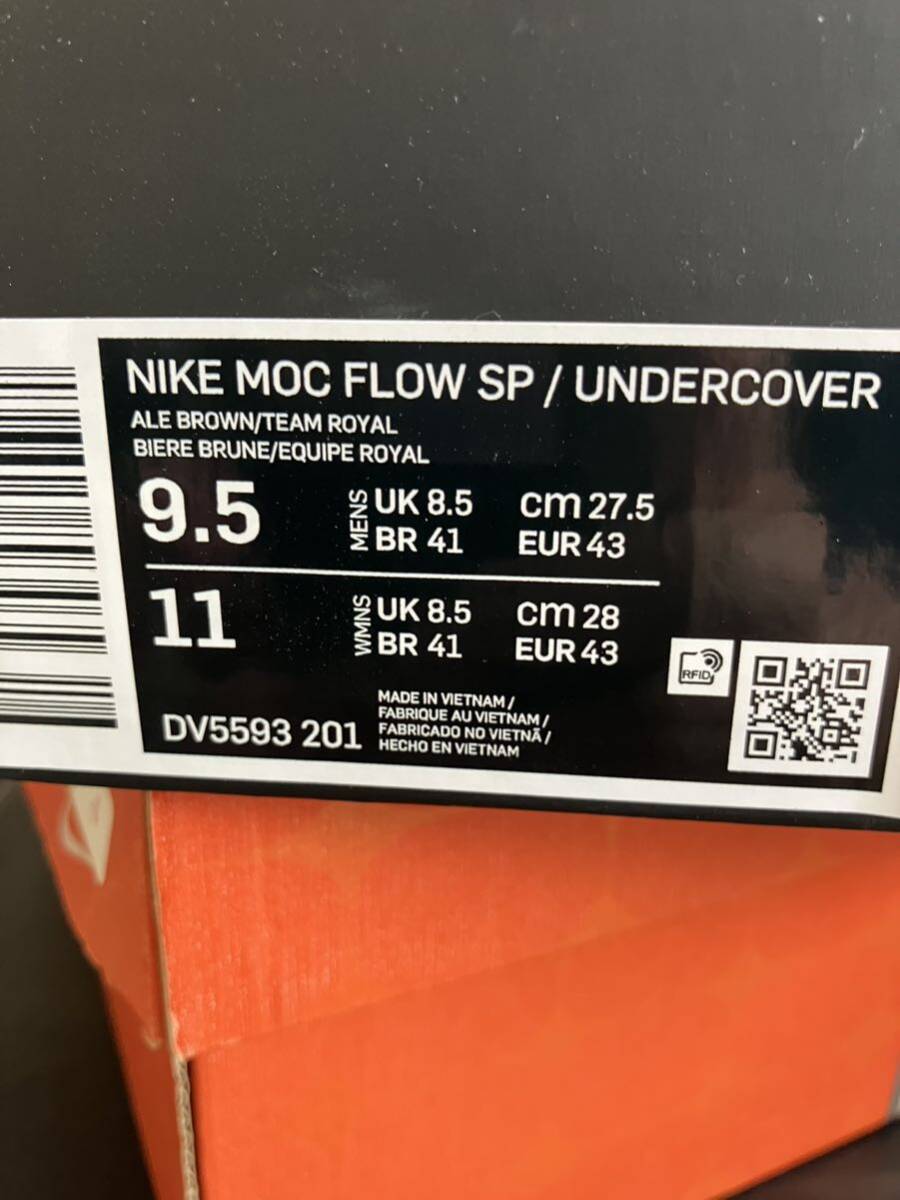 NIKE MOC FLOW SP / UNDERCOVER
ALE BROWN/TEAM ROYAL
BIERE BRUNE/EQUIPE ROYAL
9.5 MENS UK 8.5 cm 27.5
BR 41 EUR 43
11 WMNS UK 8.5 cm 28
BR 41 EUR 43
RFID
DV5593 201
MADE IN VIETNAM /
FABRIQUE AU VIETNAM /
FABRICADO NO VIETNÃ /
HECHO EN VIETNAM